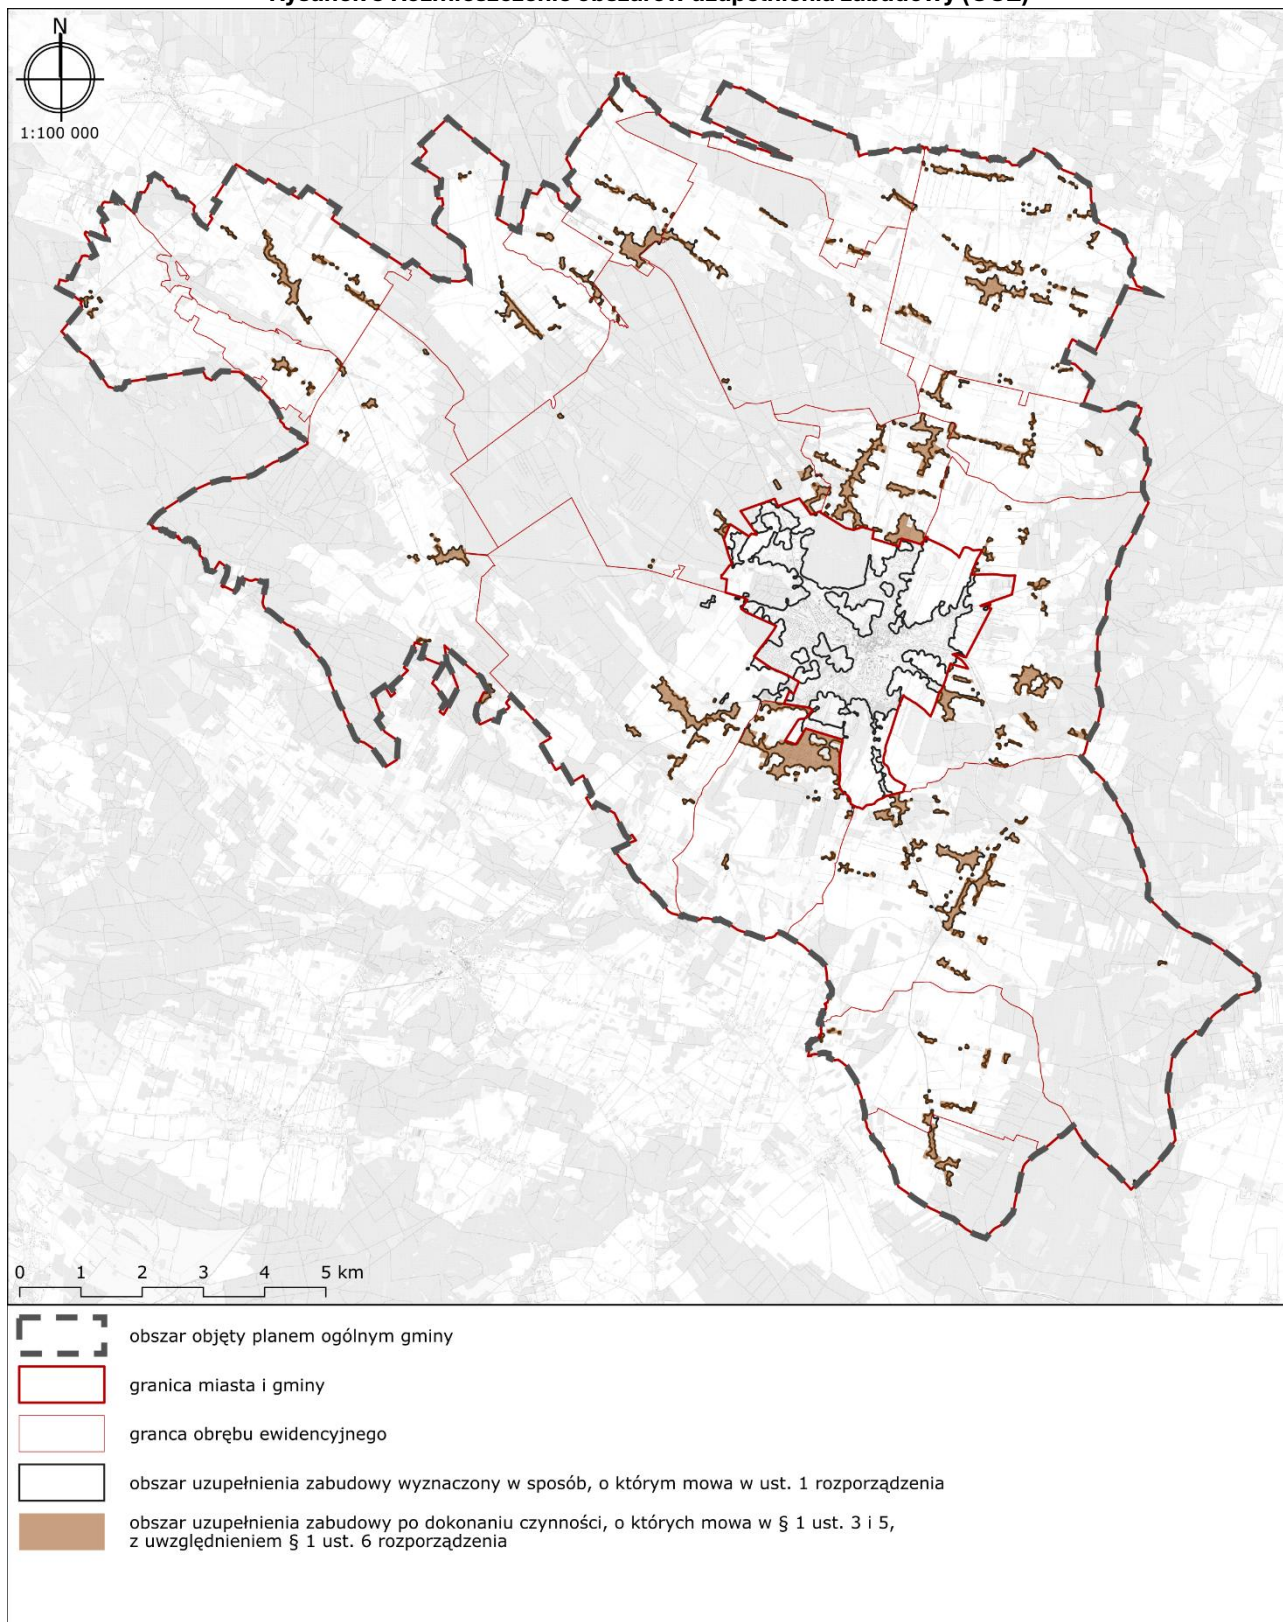 N
1:100 000
0 1 2 3 4 5 km
obszar objęty planem ogólnym gminy
granica miasta i gminy
granca obrębu ewidencyjnego
obszar uzupełnienia zabudowy wyznaczony w sposób, o którym mowa w ust. 1 rozporządzenia
obszar uzupełnienia zabudowy po dokonaniu czynności, o których mowa w § 1 ust. 3 i 5,
z uwzględnieniem § 1 ust. 6 rozporządzenia